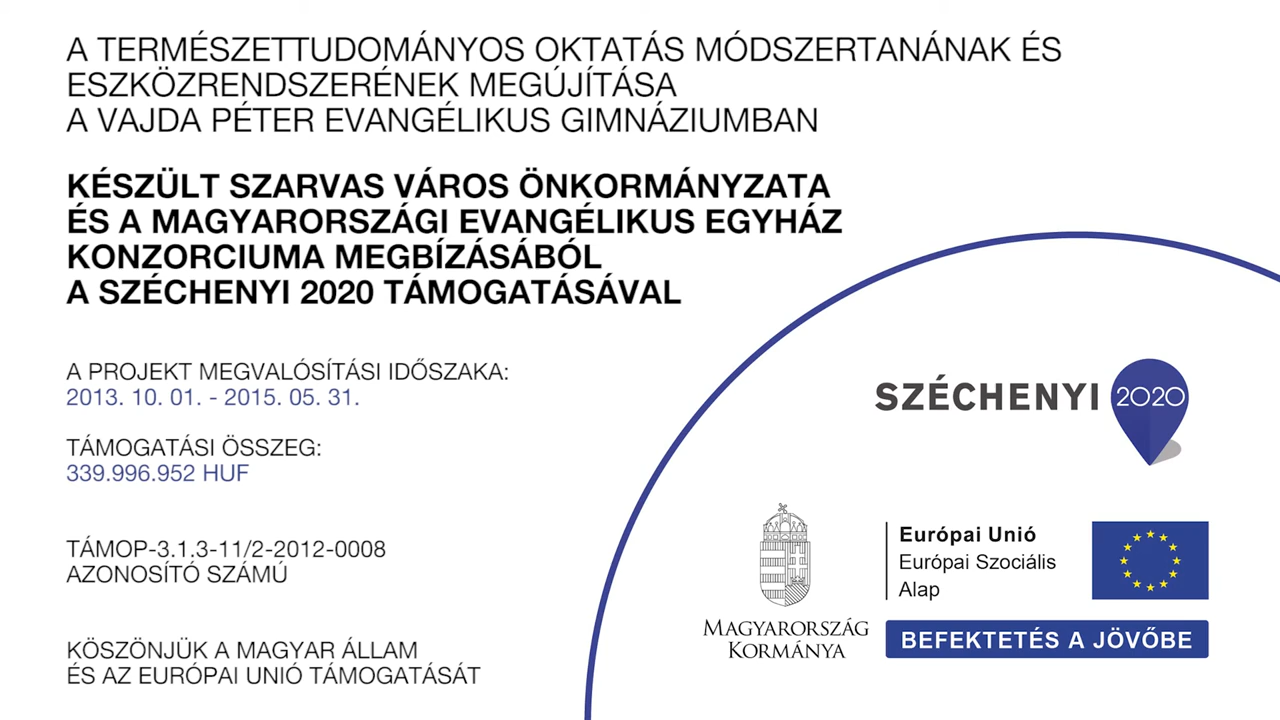 A TERMÉSZETTUDOMÁNYOS OKTATÁS MÓDSZERTANÁNAK ÉS
ESZKÖZRENDSZERÉNEK MEGÚJÍTÁSA
A VAJDA PÉTER EVANGÉLIKUS GIMNÁZIUMBAN
KÉSZÜLT SZARVAS VÁROS ÖNKORMÁNYZATA
ÉS A MAGYARORSZÁGI EVANGÉLIKUS EGYHÁZ
KONZORCIUMA MEGBÍZÁSÁBÓL
A SZÉCHENYI 2020 TÁMOGATÁSÁVAL
A PROJEKT MEGVALÓSÍTÁSI IDŐSZAKA:
2013. 10. 01. - 2015. 05. 31.
TÁMOGATÁSI ÖSSZEG:
339.996.952 HUF
TÁMOP-3.1.3-11/2-2012-0008
AZONOSÍTÓ SZÁMÚ
KÖSZÖNJÜK A MAGYAR ÁLLAM
ÉS AZ EURÓPAI UNIÓ TÁMOGATÁSÁT
SZÉCHENYI 2020
MAGYARORSZÁG
KORMÁNYA
Európai Unió
Európai Szociális
Alap
BEFEKTETÉS A JÖVŐBE